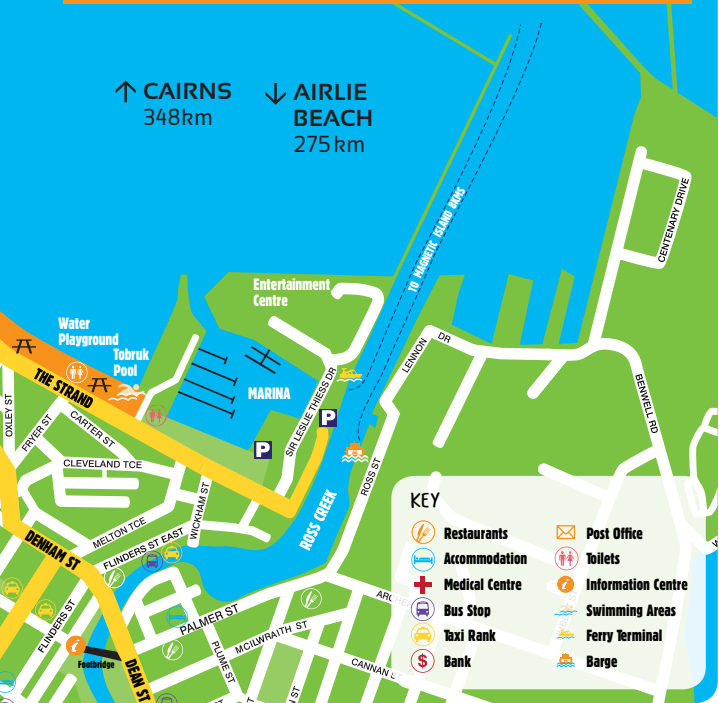 ↑ CAIRNS
348km
↓ AIRLIE
BEACH
275km
TO MAGNETIC ISLAND 8KMS
CENTENARY DRIVE
Entertainment
Centre
Water
Playground
Tobruk
Pool
THE STRAND
MARINA
SIR LESLIE THIESS DR
LENNON DR
BENWELL RD
OXLEY ST
FRYER ST
CARTER ST
CLEVELAND TCE
P
P
ROSS CREEK
ROSS ST
WICKHAM ST
MELTON TCE
FLINDERS ST EAST
DENHAM ST
FLINDERS ST
PALMER ST
MCILWRAITH ST
PLUME ST
CANNAN ST
Footbridge
DEAN ST
ST
KEY
Restaurants
Accommodation
Medical Centre
Bus Stop
Taxi Rank
$ Bank
Post Office
Toilets
i Information Centre
Swimming Areas
Ferry Terminal
Barge
i